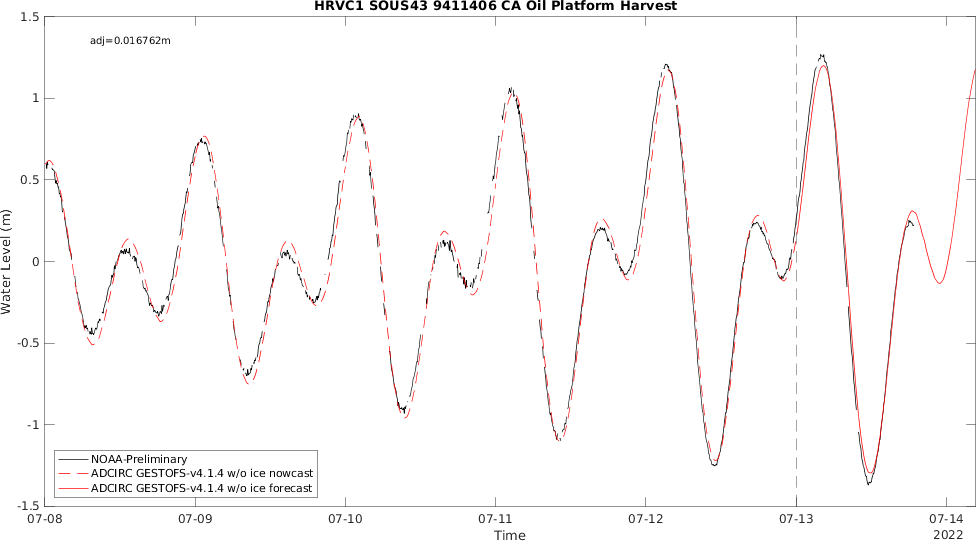 HRVC1 SOUS43 9411406 CA Oil Platform Harvest
1.5
adj=0.016762m
1
0.5
0
-0.5
-1
-1.5
Water Level (m)
NOAA-Preliminary
ADCIRC GESTOFS-v4.1.4 w/o ice nowcast
ADCIRC GESTOFS-v4.1.4 w/o ice forecast
07-08 07-09 07-10 07-11 07-12 07-13 07-14
Time 2022